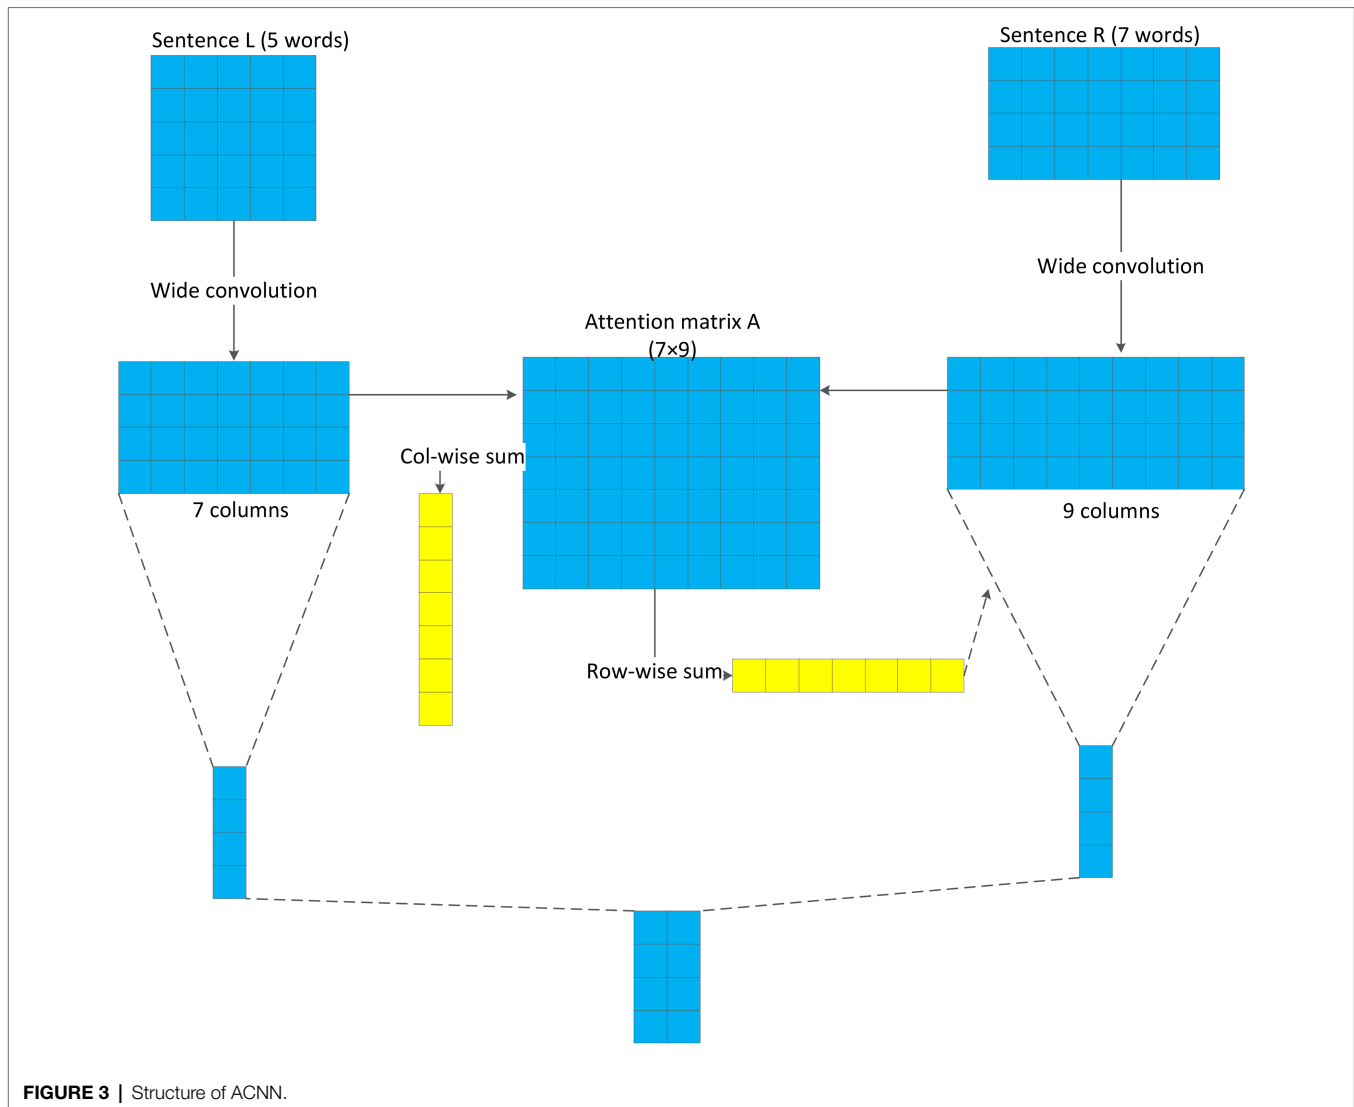 Sentence L (5 words)
Sentence R (7 words)
Wide convolution
Wide convolution
Attention matrix A
(7×9)
Col-wise sum
7 columns
9 columns
Row-wise sum
FIGURE 3 | Structure of ACNN.